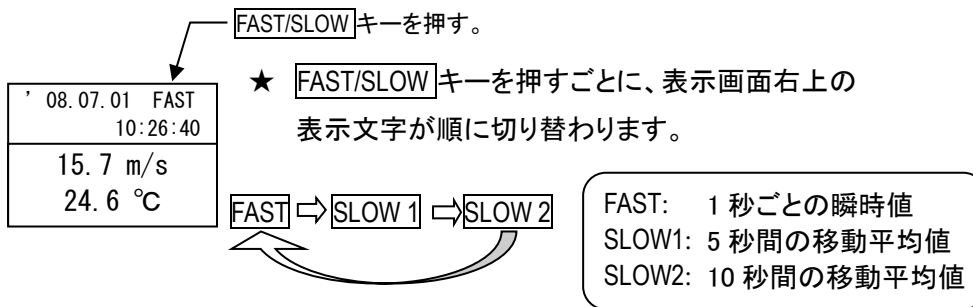 FAST/SLOW キーを押す。
★ FAST/SLOW キーを押すごとに、表示画面右上の
表示文字が順に切り替わります。
’08.07.01 FAST
10:26:40
15.7 m/s
24.6 ℃
FAST ⇨ SLOW 1 ⇨ SLOW 2
FAST: 1 秒ごとの瞬時値
SLOW1: 5 秒間の移動平均値
SLOW2: 10 秒間の移動平均値